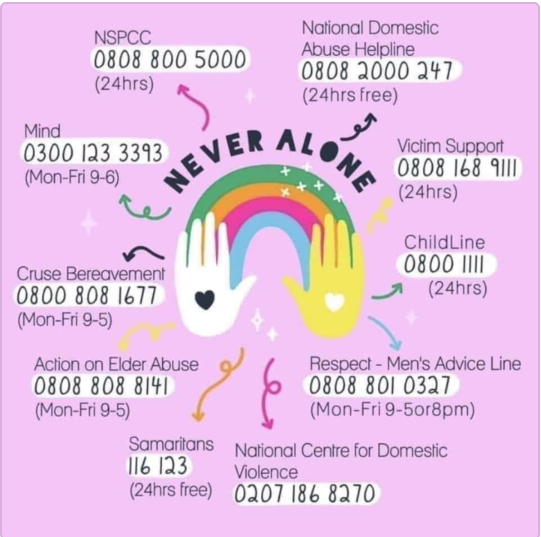 NSPCC
0808 800 5000
(24hrs)
National Domestic
Abuse Helpline
0808 2000 247
(24hrs free)
Mind
0300 123 3393
(Mon-Fri 9-6)
NEVER ALONE
Victim Support
0808 168 9111
(24hrs)
ChildLine
0800 1111
(24hrs)
Cruse Bereavement
0800 808 1677
(Mon-Fri 9-5)
Action on Elder Abuse
0808 808 8141
(Mon-Fri 9-5)
Respect - Men's Advice Line
0808 801 0327
(Mon-Fri 9-5or8pm)
Samaritans
116 123
(24hrs free)
National Centre for Domestic
Violence
0207 186 8270